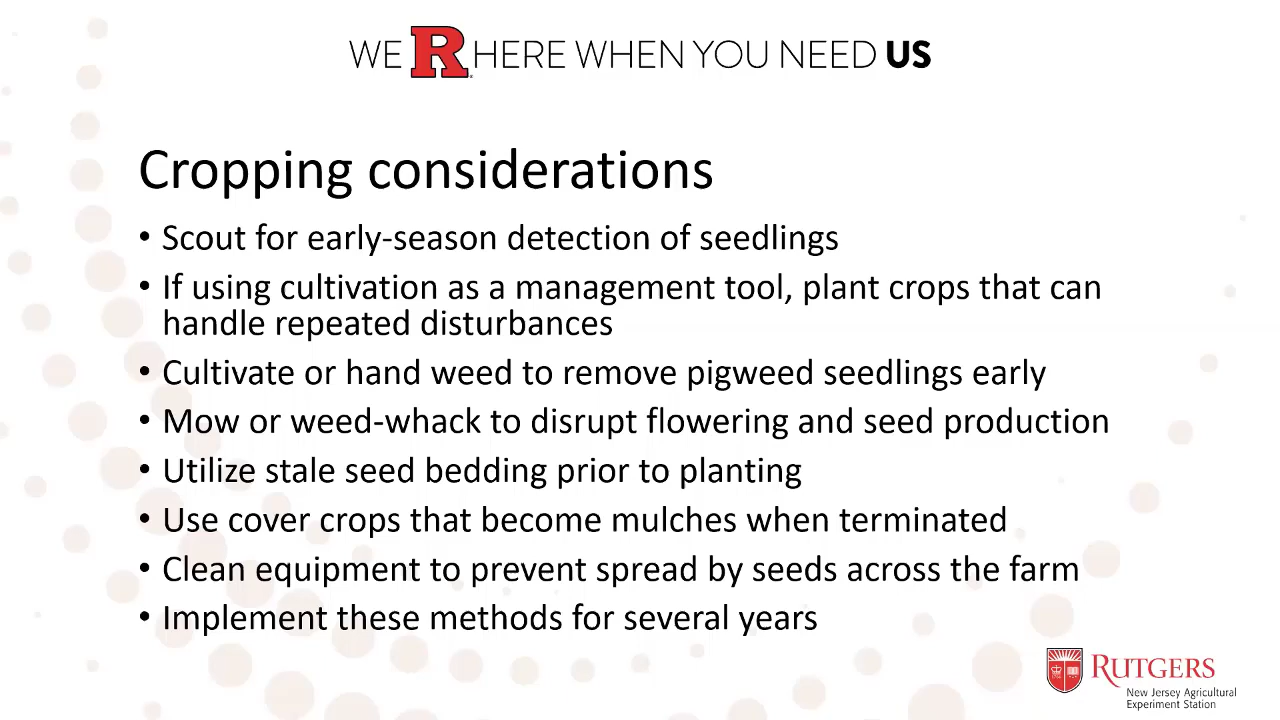 WE R HERE WHEN YOU NEED US
Cropping considerations
• Scout for early-season detection of seedlings
• If using cultivation as a management tool, plant crops that can
handle repeated disturbances
• Cultivate or hand weed to remove pigweed seedlings early
• Mow or weed-whack to disrupt flowering and seed production
• Utilize stale seed bedding prior to planting
• Use cover crops that become mulches when terminated
• Clean equipment to prevent spread by seeds across the farm
• Implement these methods for several years
RUTGERS
New Jersey Agricultural
Experiment Station